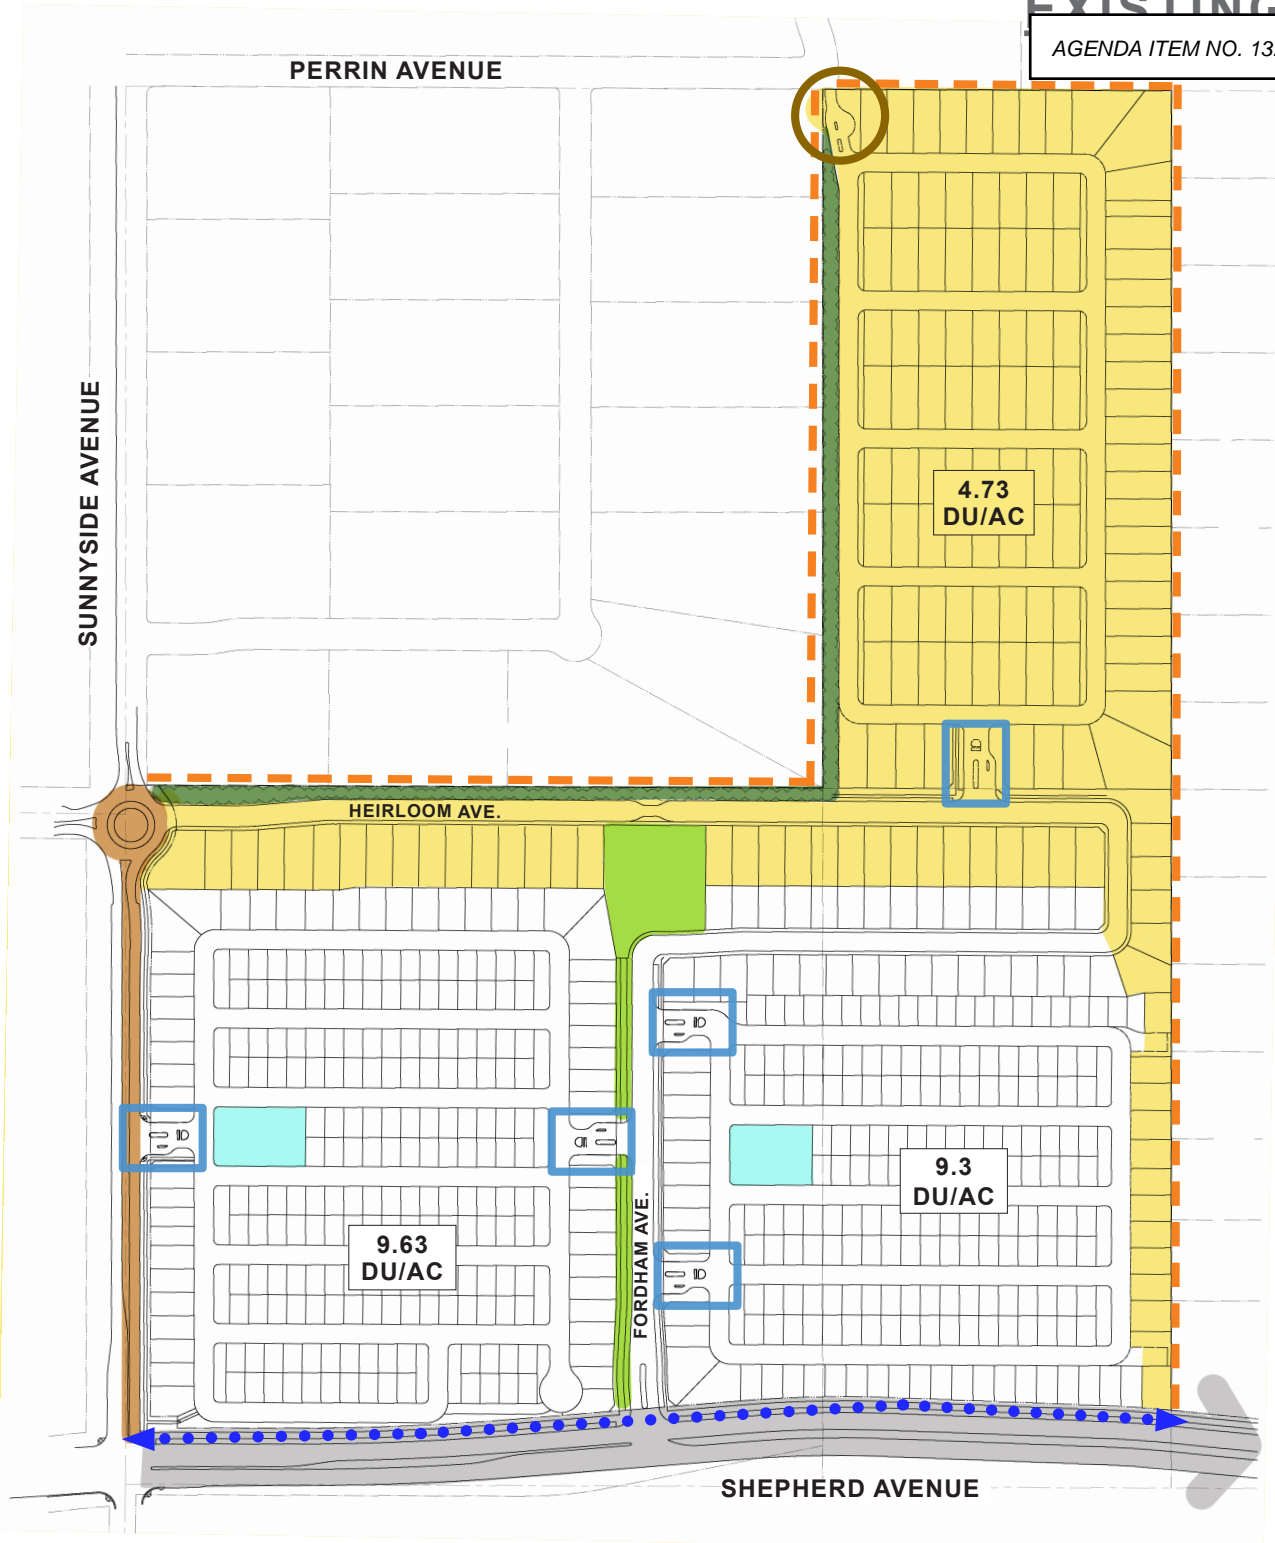 EXISTING
AGENDA ITEM NO. 13.
PERRIN AVENUE
SUNNYSIDE AVENUE
4.73
DU/AC
HEIRLOOM AVE.
9.3
DU/AC
9.63
DU/AC
FORDHAM AVE.
SHEPHERD AVENUE